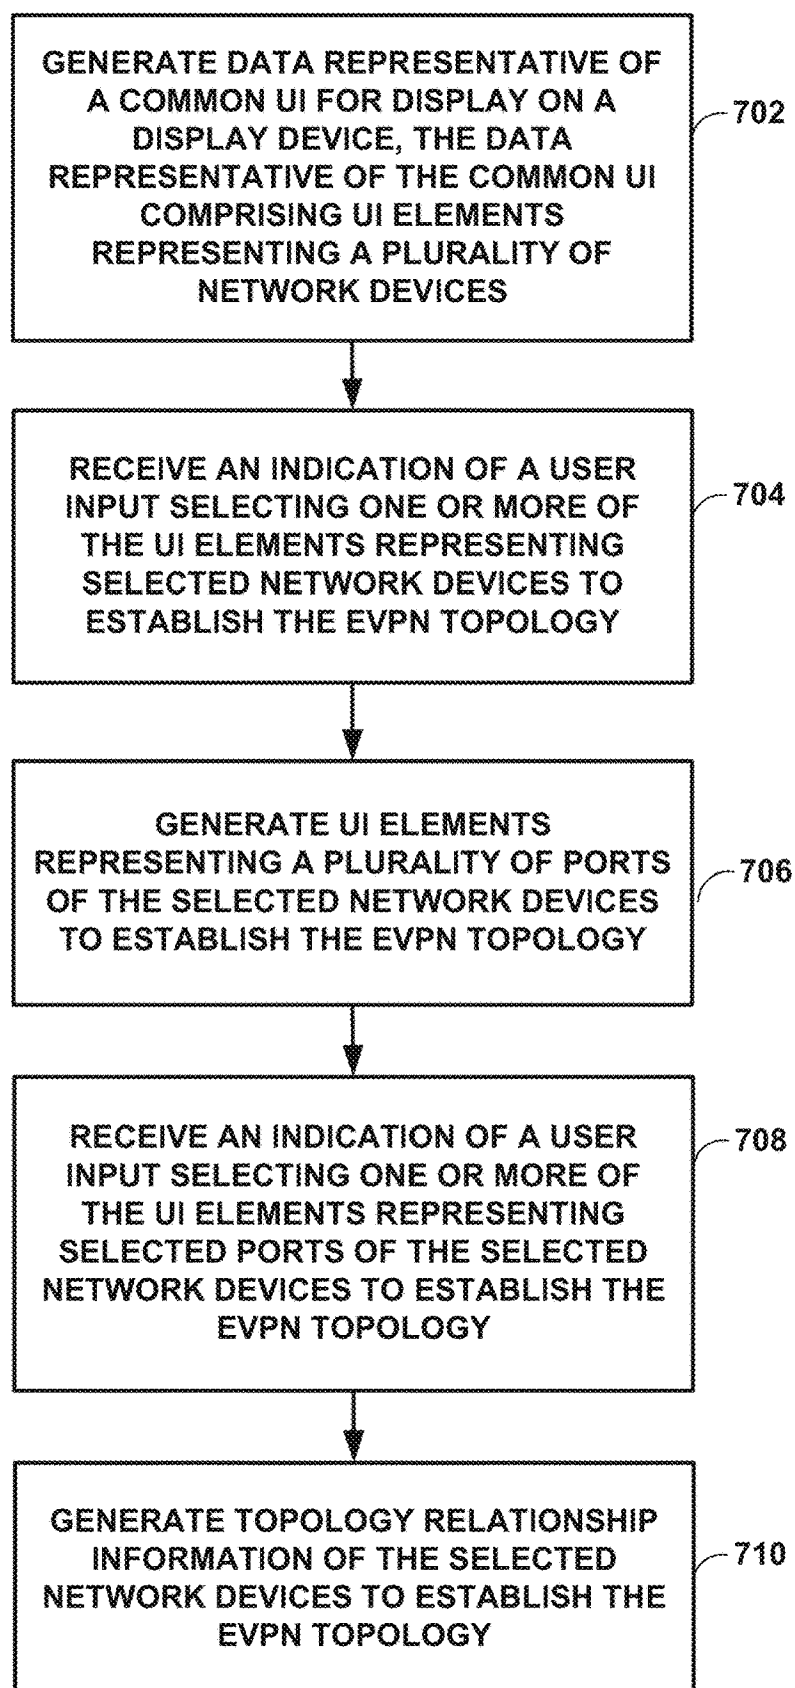 GENERATE DATA REPRESENTATIVE OF
A COMMON UI FOR DISPLAY ON A
DISPLAY DEVICE, THE DATA
REPRESENTATIVE OF THE COMMON UI
COMPRISING UI ELEMENTS
REPRESENTING A PLURALITY OF
NETWORK DEVICES
702
RECEIVE AN INDICATION OF A USER
INPUT SELECTING ONE OR MORE OF
THE UI ELEMENTS REPRESENTING
SELECTED NETWORK DEVICES TO
ESTABLISH THE EVPN TOPOLOGY
704
GENERATE UI ELEMENTS
REPRESENTING A PLURALITY OF PORTS
OF THE SELECTED NETWORK DEVICES
TO ESTABLISH THE EVPN TOPOLOGY
706
RECEIVE AN INDICATION OF A USER
INPUT SELECTING ONE OR MORE OF
THE UI ELEMENTS REPRESENTING
SELECTED PORTS OF THE SELECTED
NETWORK DEVICES TO ESTABLISH THE
EVPN TOPOLOGY
708
GENERATE TOPOLOGY RELATIONSHIP
INFORMATION OF THE SELECTED
NETWORK DEVICES TO ESTABLISH THE
EVPN TOPOLOGY
710